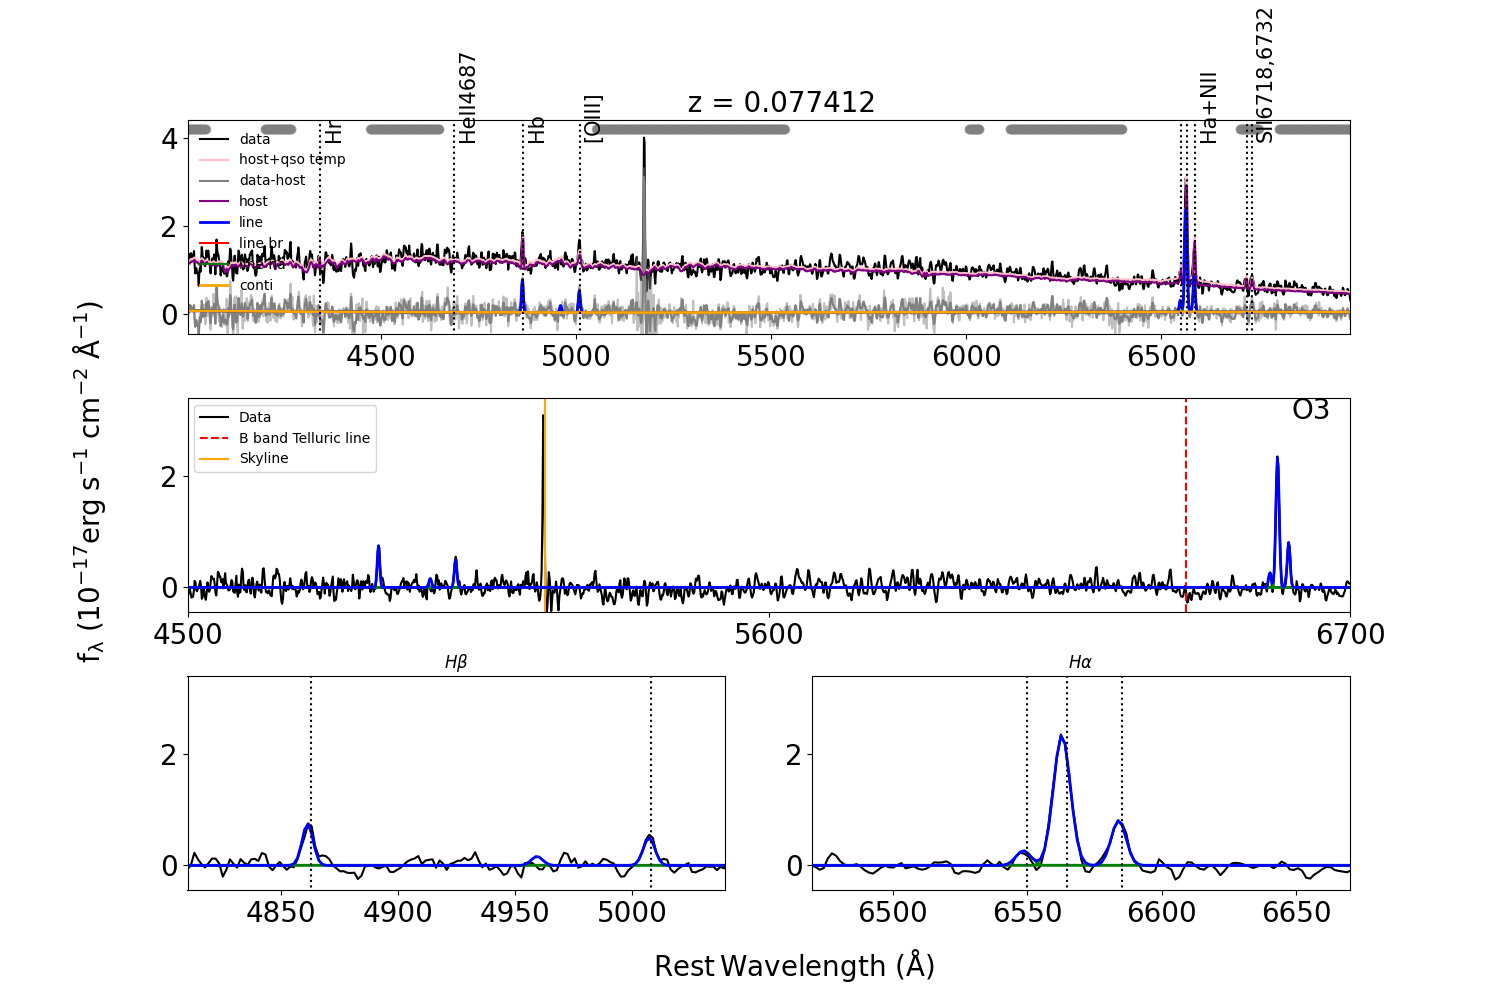 z = 0.077412
Hr
HeII4687
Hb
[OIII]
Ha+NII
SII6718,6732
data
host+qso temp
data-host
host
line
line br
conti
4
2
0
4500
5000
5500
6000
6500
O3
Data
B band Telluric line
Skyline
2
0
4500
5600
6700
fλ (10−17erg s−1 cm−2 Å−1)
Hβ
2
0
4850
4900
4950
5000
Hα
2
0
6500
6550
6600
6650
Rest Wavelength (Å)